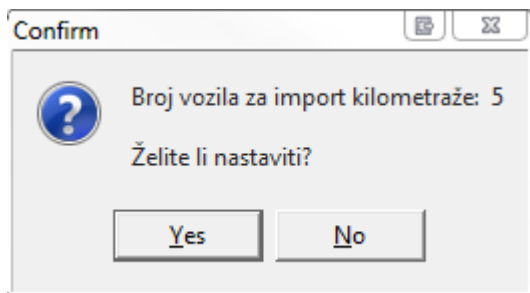 Confirm
Broj vozila za import kilometraže: 5
Želite li nastaviti?
Yes No